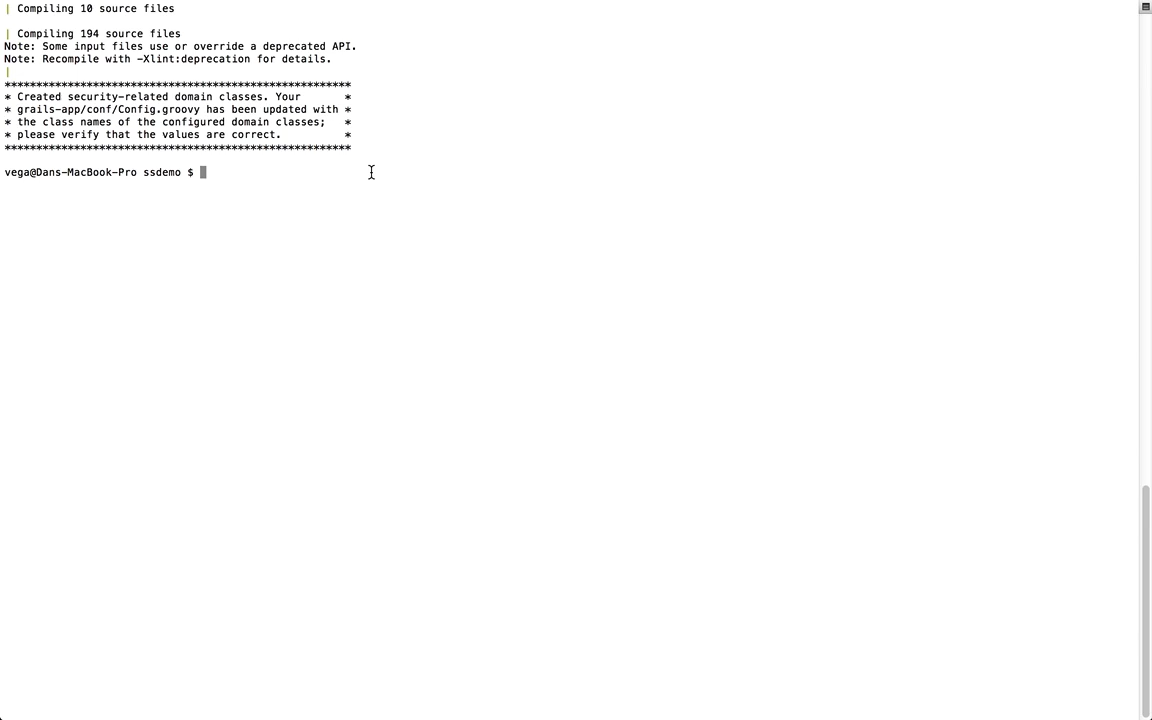 | Compiling 10 source files
| Compiling 194 source files
Note: Some input files use or override a deprecated API.
Note: Recompile with -Xlint:deprecation for details.
|
*******************************************************
* Created security-related domain classes. Your       *
* grails-app/conf/Config.groovy has been updated with *
* the class names of the configured domain classes;   *
* please verify that the values are correct.          *
*******************************************************
vega@Dans-MacBook-Pro ssdemo $